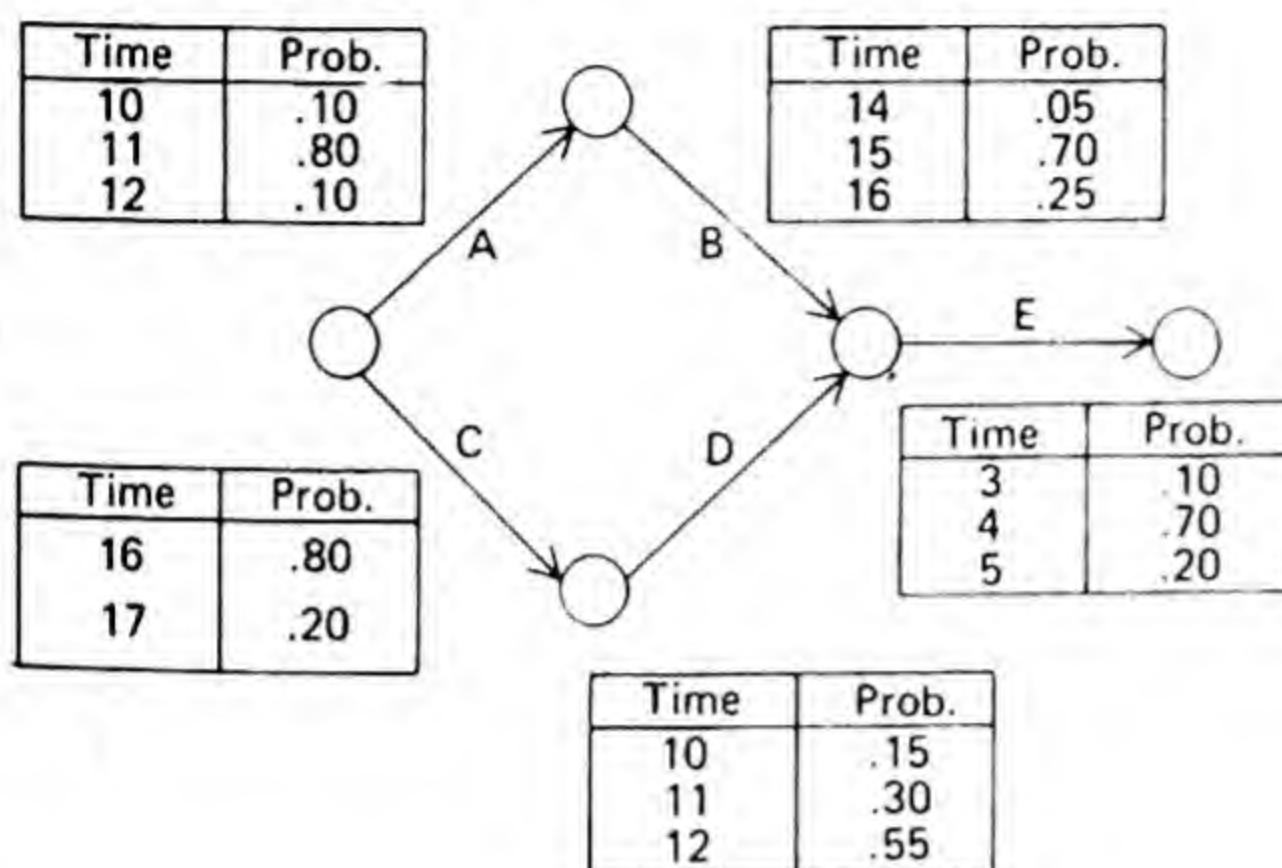 Time Prob.
10 .10
11 .80
12 .10
Time Prob.
14 .05
15 .70
16 .25
A
B
E
C
D
Time Prob.
3 .10
4 .70
5 .20
Time Prob.
16 .80
17 .20
Time Prob.
10 .15
11 .30
12 .55